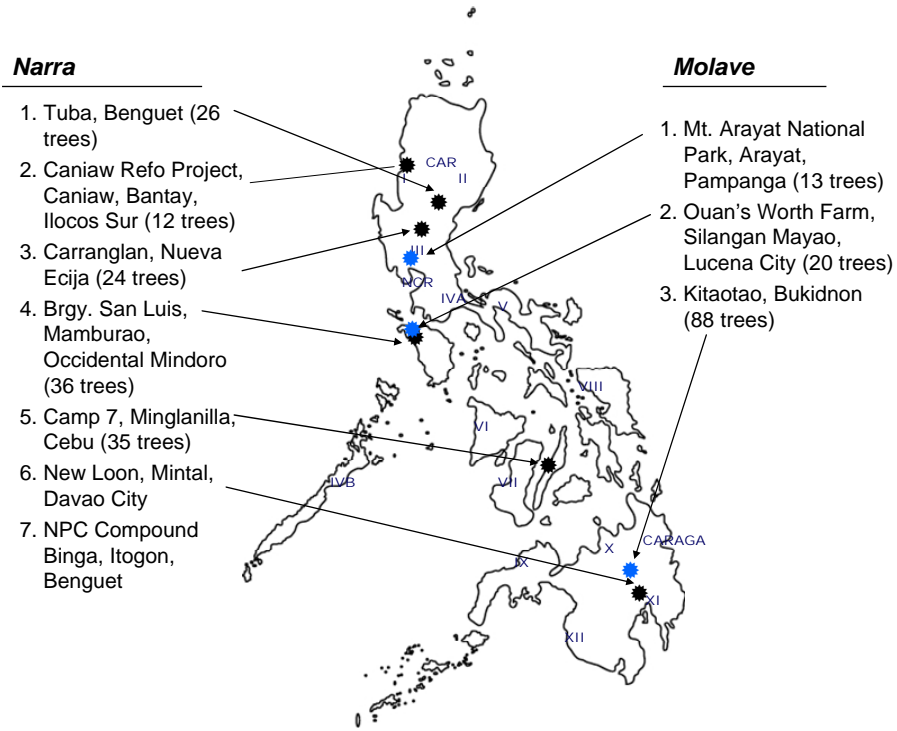 Narra
1. Tuba, Benguet (26
trees)
2. Caniaw Refo Project,
Caniaw, Bantay,
Ilocos Sur (12 trees)
3. Carranglan, Nueva
Ecija (24 trees)
4. Brgy. San Luis,
Mamburao,
Occidental Mindoro
(36 trees)
5. Camp 7, Minglanilla,
Cebu (35 trees)
6. New Loon, Mintal,
Davao City
7. NPC Compound
Binga, Itogon,
Benguet
Molave
1. Mt. Arayat National
Park, Arayat,
Pampanga (13 trees)
2. Ouan's Worth Farm,
Silangan Mayao,
Lucena City (20 trees)
3. Kitaotao, Bukidnon
(88 trees)
CAR
I
II
III
NCR
IVA
V
VIII
VI
IVB
VII
X
CARAGA
IX
XI
XII